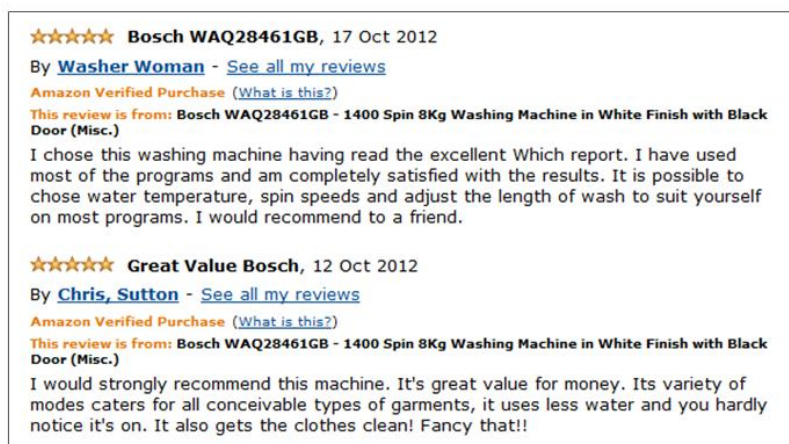 Bosch WAQ28461GB, 17 Oct 2012
By Washer Woman - See all my reviews
Amazon Verified Purchase (What is this?)
This review is from: Bosch WAQ28461GB - 1400 Spin 8Kg Washing Machine in White Finish with Black
Door (Misc.)
I chose this washing machine having read the excellent Which report. I have used
most of the programs and am completely satisfied with the results. It is possible to
chose water temperature, spin speeds and adjust the length of wash to suit yourself
on most programs. I would recommend to a friend.
Great Value Bosch, 12 Oct 2012
By Chris, Sutton - See all my reviews
Amazon Verified Purchase (What is this?)
This review is from: Bosch WAQ28461GB - 1400 Spin 8Kg Washing Machine in White Finish with Black
Door (Misc.)
I would strongly recommend this machine. It's great value for money. Its variety of
modes caters for all conceivable types of garments, it uses less water and you hardly
notice it's on. It also gets the clothes clean! Fancy that!!